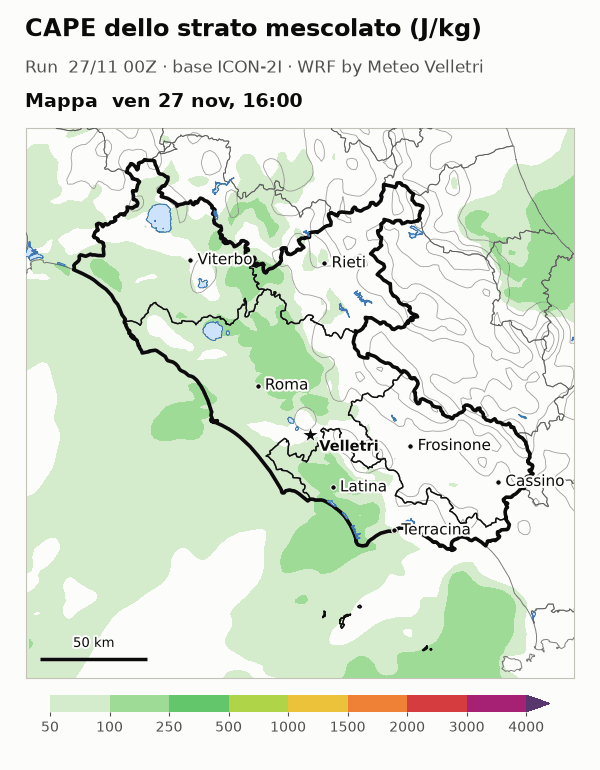 CAPE dello strato mescolato (J/kg)
Run  27/11 00Z · base ICON-2I · WRF by Meteo Velletri
Mappa  ven 27 nov, 16:00
Viterbo
Rieti
Roma
Velletri
Frosinone
Latina
Cassino
Terracina
50 km
50 100 250 500 1000 1500 2000 3000 4000